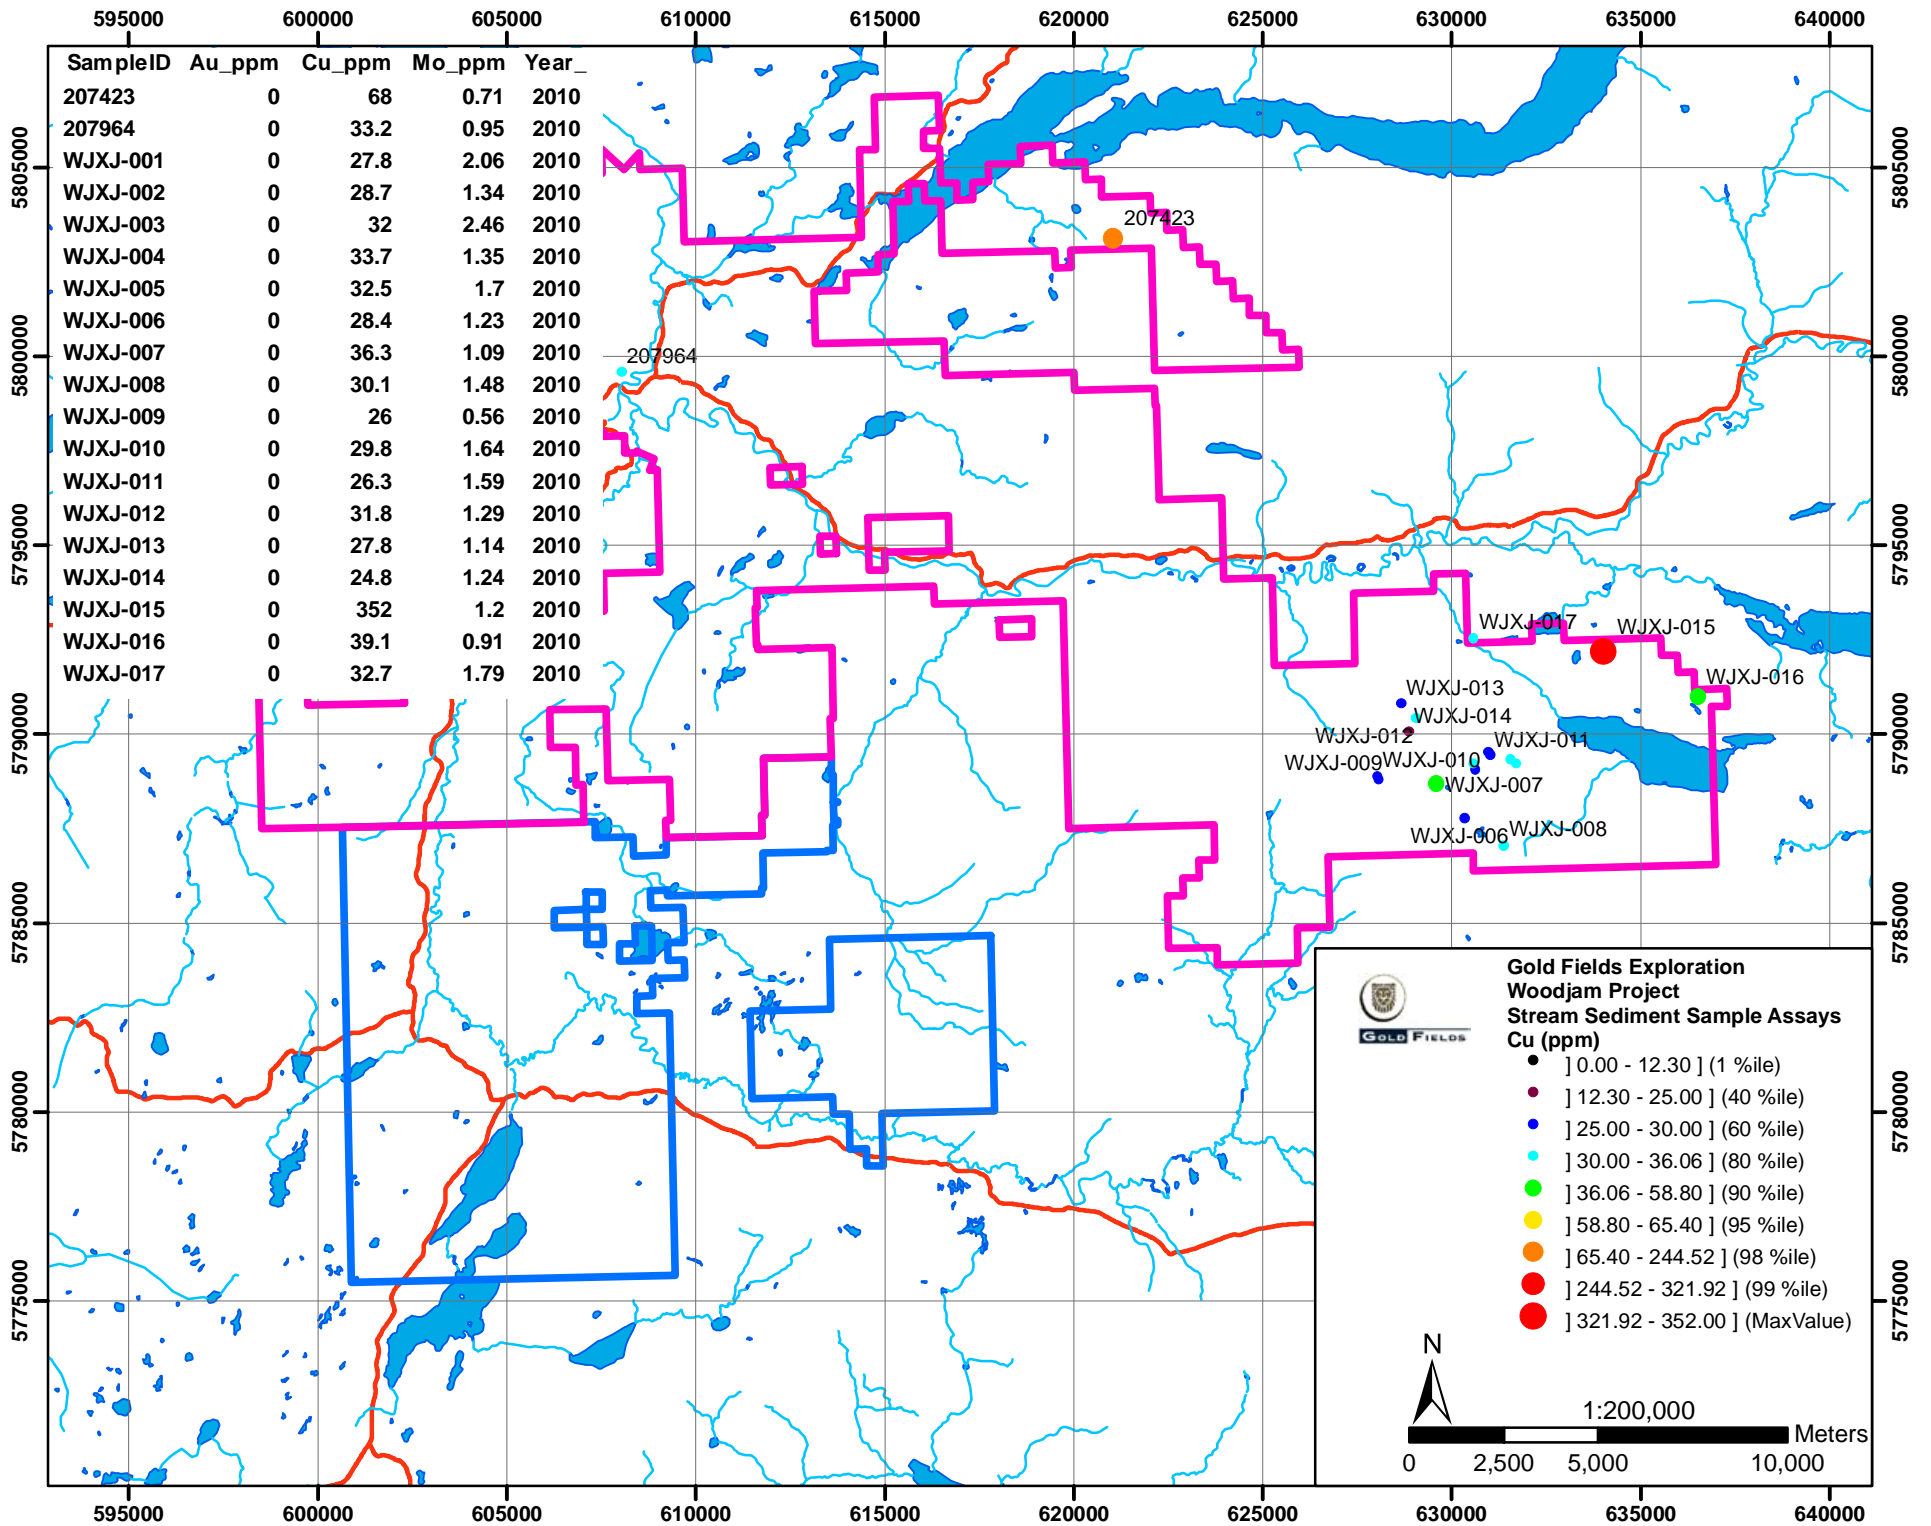 595000 600000 605000 610000 615000 620000 625000 630000 635000 640000
SampleID Au_ppm Cu_ppm Mo_ppm Year_
207423 0 68 0.71 2010
207964 0 33.2 0.95 2010
WJXJ-001 0 27.8 2.06 2010
WJXJ-002 0 28.7 1.34 2010
WJXJ-003 0 32 2.46 2010
WJXJ-004 0 33.7 1.35 2010
WJXJ-005 0 32.5 1.7 2010
WJXJ-006 0 28.4 1.23 2010
WJXJ-007 0 36.3 1.09 2010
WJXJ-008 0 30.1 1.48 2010
WJXJ-009 0 26 0.56 2010
WJXJ-010 0 29.8 1.64 2010
WJXJ-011 0 26.3 1.59 2010
WJXJ-012 0 31.8 1.29 2010
WJXJ-013 0 27.8 1.14 2010
WJXJ-014 0 24.8 1.24 2010
WJXJ-015 0 352 1.2 2010
WJXJ-016 0 39.1 0.91 2010
WJXJ-017 0 32.7 1.79 2010
5805000
5800000
5795000
5790000
5785000
5780000
5775000
207423
207964
WJXJ-017
WJXJ-015
WJXJ-016
WJXJ-013
WJXJ-014
WJXJ-012
WJXJ-011
WJXJ-009
WJXJ-010
WJXJ-007
WJXJ-006
WJXJ-008
5805000
5800000
5795000
5790000
5785000
5780000
5775000
GOLD FIELDS
Gold Fields Exploration
Woodjam Project
Stream Sediment Sample Assays
Cu (ppm)
] 0.00 - 12.30 ] (1 %ile)
] 12.30 - 25.00 ] (40 %ile)
] 25.00 - 30.00 ] (60 %ile)
] 30.00 - 36.06 ] (80 %ile)
] 36.06 - 58.80 ] (90 %ile)
] 58.80 - 65.40 ] (95 %ile)
] 65.40 - 244.52 ] (98 %ile)
] 244.52 - 321.92 ] (99 %ile)
] 321.92 - 352.00 ] (MaxValue)
N
1:200,000
Meters
0 2,500 5,000 10,000
595000 600000 605000 610000 615000 620000 625000 630000 635000 640000